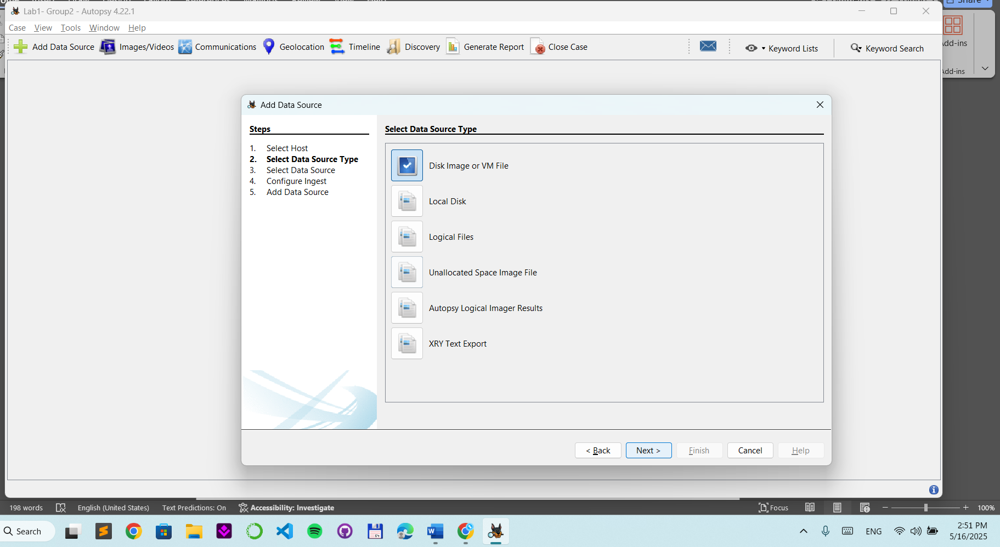 Lab1- Group2 - Autopsy 4.22.1
Share
Case View Tools Window Help
Add Data Source Images/Videos Communications Geolocation Timeline Discovery Generate Report Close Case Keyword Lists Keyword Search
Add-ins
Add-ins
Add Data Source
Steps
1. Select Host
2. Select Data Source Type
3. Select Data Source
4. Configure Ingest
5. Add Data Source
Select Data Source Type
Disk Image or VM File
Local Disk
Logical Files
Unallocated Space Image File
Autopsy Logical Imager Results
XRY Text Export
< Back Next > Finish Cancel Help
198 words English (United States) Text Predictions: On Accessibility: Investigate Focus 100%
Search 64 ENG 2:51 PM
5/16/2025